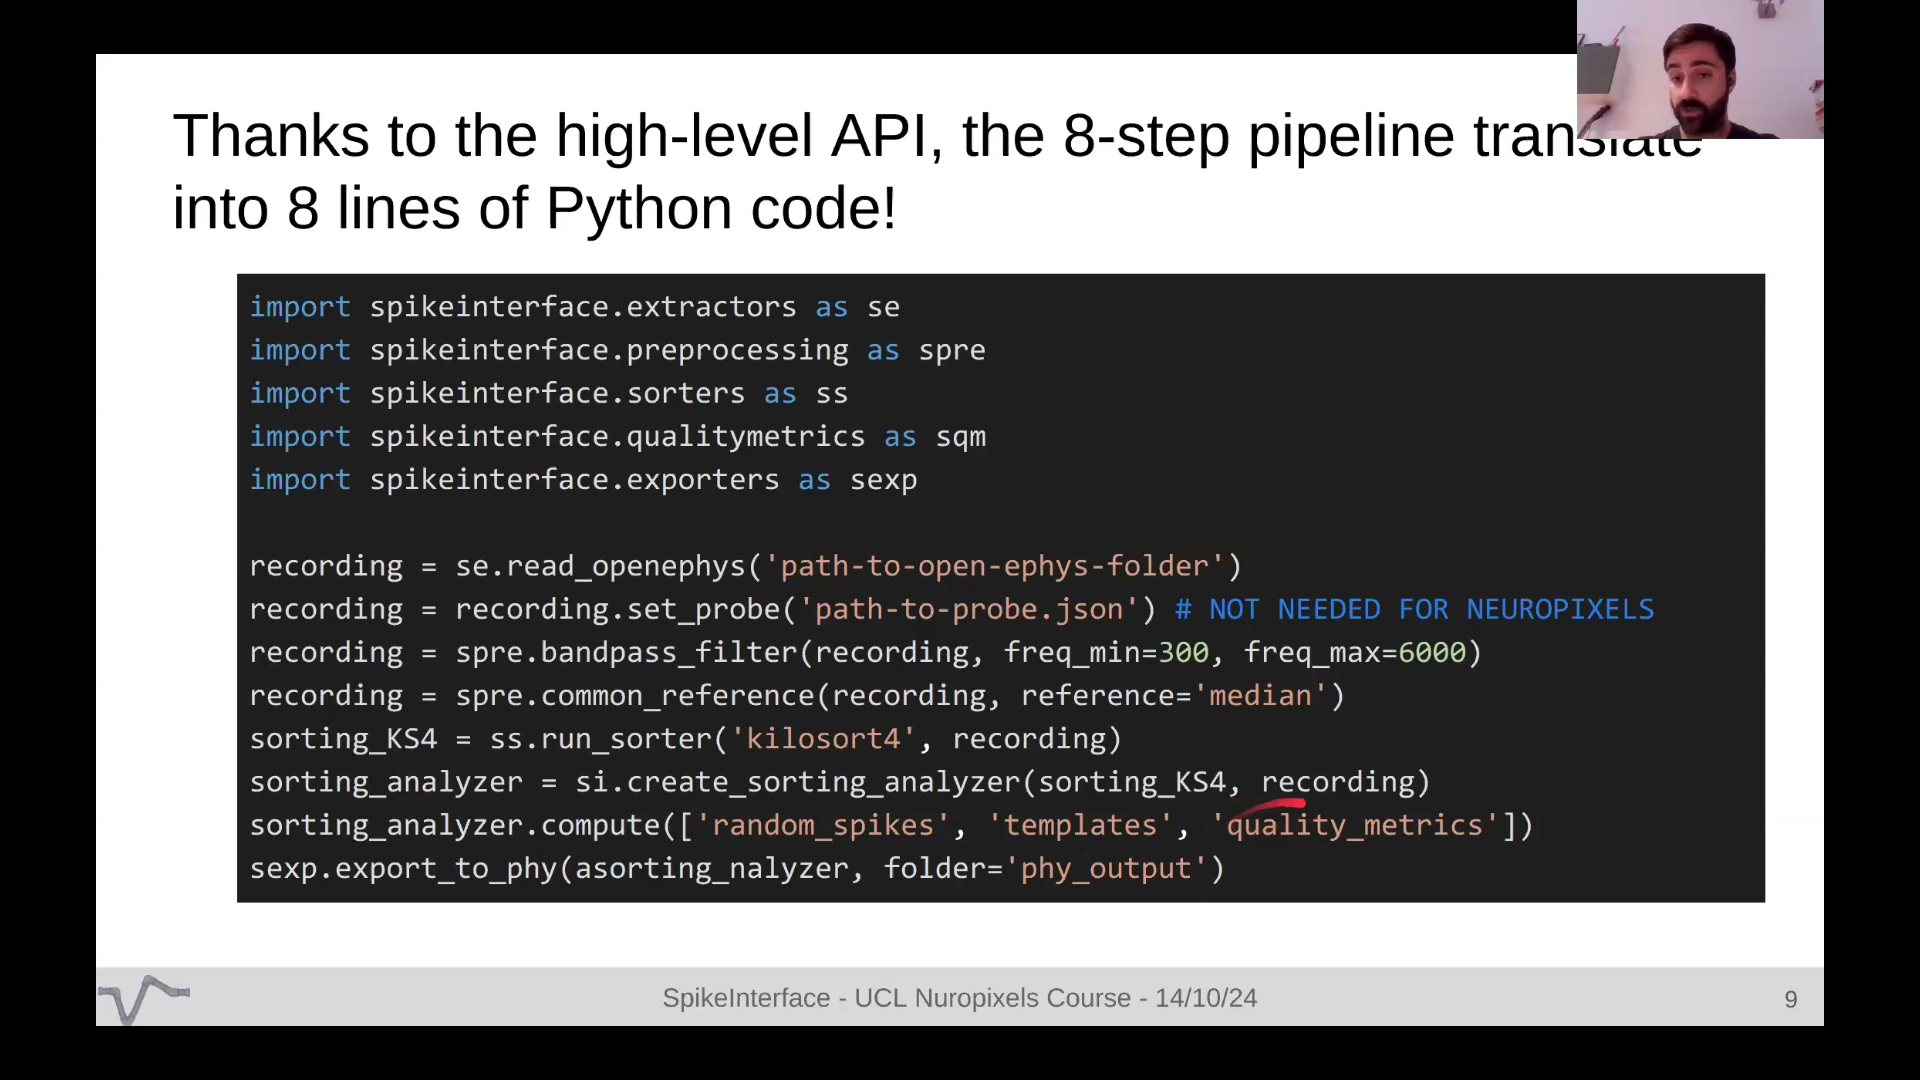 Thanks to the high-level API, the 8-step pipeline translate
into 8 lines of Python code!
import spikeinterface.extractors as se
import spikeinterface.preprocessing as spre
import spikeinterface.sorters as ss
import spikeinterface.qualitymetrics as sqm
import spikeinterface.exporters as sexp
recording = se.read_openephys('path-to-open-ephys-folder')
recording = recording.set_probe('path-to-probe.json') # NOT NEEDED FOR NEUROPIXELS
recording = spre.bandpass_filter(recording, freq_min=300, freq_max=6000)
recording = spre.common_reference(recording, reference='median')
sorting_KS4 = ss.run_sorter('kilosort4', recording)
sorting_analyzer = si.create_sorting_analyzer(sorting_KS4, recording)
sorting_analyzer.compute(['random_spikes', 'templates', 'quality_metrics'])
sexp.export_to_phy(asorting_nalyzer, folder='phy_output')
SpikeInterface - UCL Nuropixels Course - 14/10/24
9